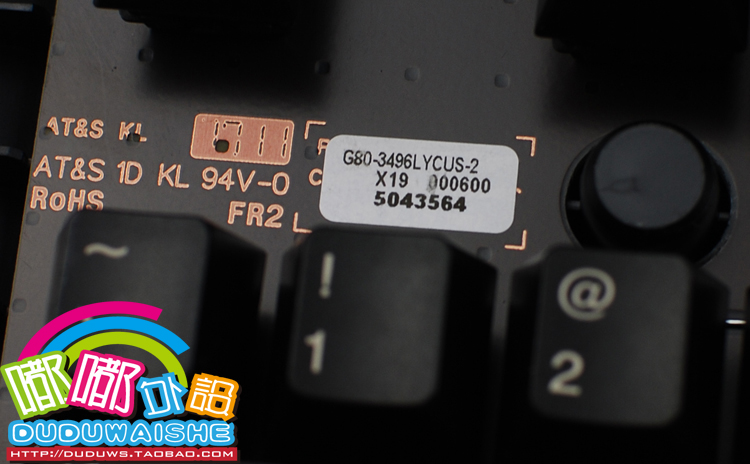 AT&S KL
1711
AT&S 1D KL 94V-0
RoHS
FR2
G80-3496LYCUS-2
X19 000600
5043564
~
!
1
@
2
嘟嘟外設
DUDUWAISHE
HTTP://DUDUWS.TAOBAO.COM